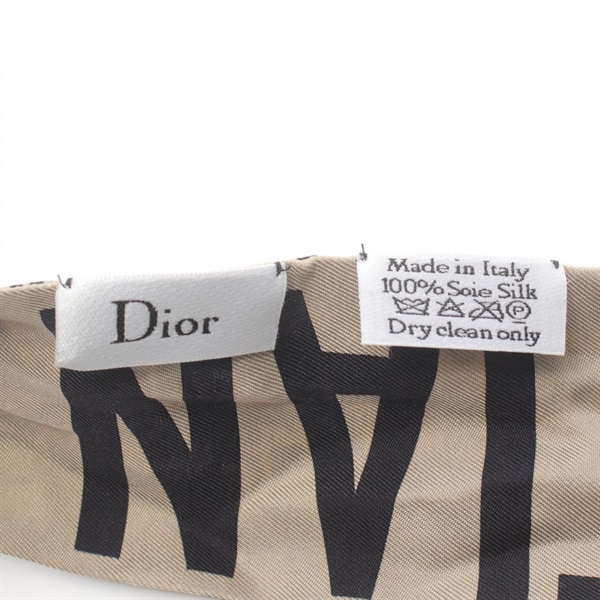 Dior
Made in Italy
100% Soie Silk
P
Dry clean only